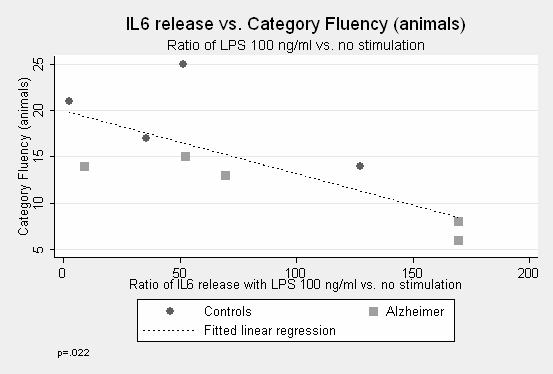 IL6 release vs. Category Fluency (animals)
Ratio of LPS 100 ng/ml vs. no stimulation
Category Fluency (animals)
25
20
15
10
5
0
50
100
150
200
Ratio of IL6 release with LPS 100 ng/ml vs. no stimulation
Controls
Alzheimer
Fitted linear regression
p=.022